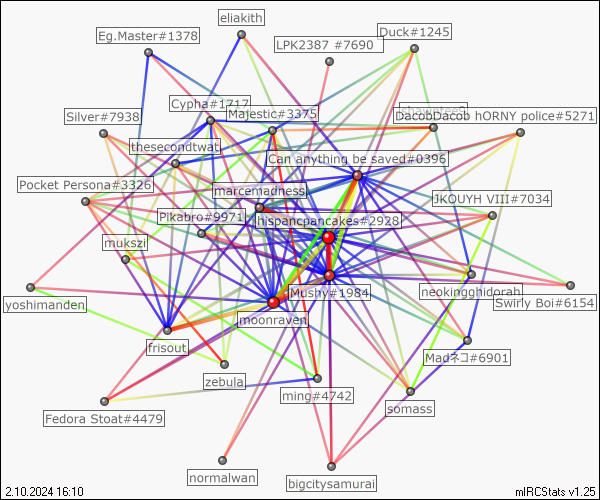 eliakith
Eg.Master#1378
Duck#1245
LPK2387 #7690
Cypha#1717
Majestic#3375
Silver#7938
DacobDacob hORNY police#5271
thesecondtwat
Can anything be saved#0396
Pocket Persona#3326
marcemadness
JKOUYH VIII#7034
Pikabro#9971
hispancpancakes#2928
mukszi
Mushy#1984
neokingghidorah
Swirly Boi#6154
yoshimanden
moonraven
frisout
Madネコ#6901
zebula
ming#4742
somass
Fedora Stoat#4479
normalwan
bigcitysamurai
2.10.2024 16:10
mIRCStats v1.25